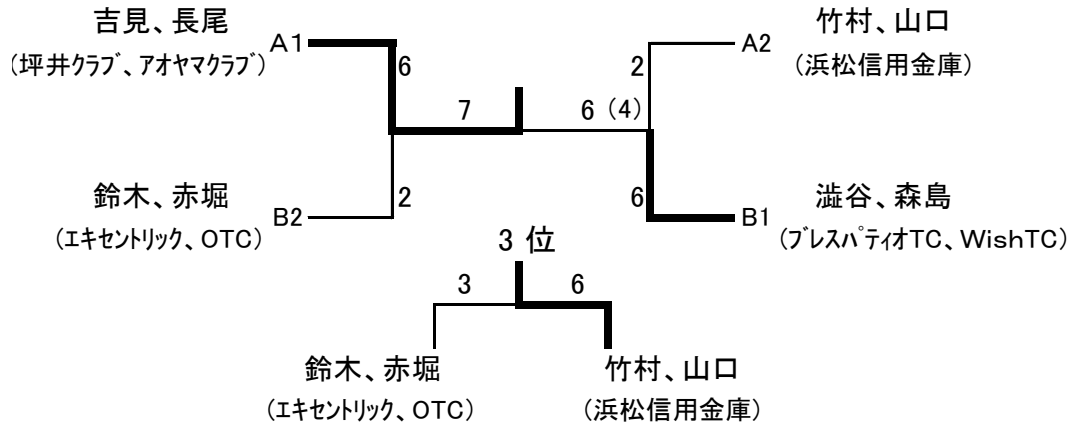 吉見、長尾
(坪井クラブ、アオヤマクラブ)
A1
6
7
6 (4)
2
A2
竹村、山口
(浜松信用金庫)
鈴木、赤堀
(エキセントリック、OTC)
B2
2
6
B1
澁谷、森島
(ブレスパティオTC、WishTC)
3 位
3
6
鈴木、赤堀
(エキセントリック、OTC)
竹村、山口
(浜松信用金庫)